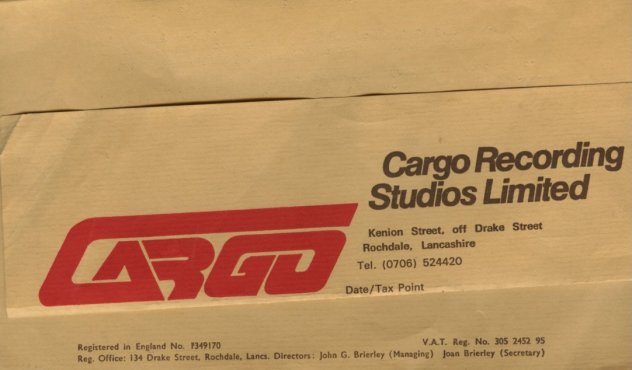 Cargo Recording
Studios Limited
CARGO
Kenion Street, off Drake Street
Rochdale, Lancashire
Tel. (0706) 524420
Date/Tax Point
Registered in England No. 1349170
V.A.T. Reg. No. 305 2452 95
Reg. Office: 134 Drake Street, Rochdale, Lancs. Directors: John G. Brierley (Managing) Joan Brierley (Secretary)